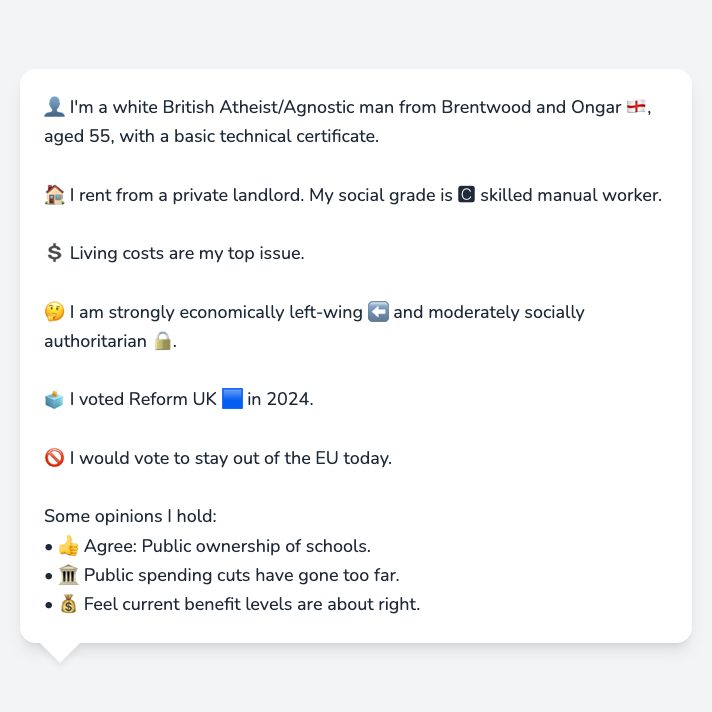 👤 I'm a white British Atheist/Agnostic man from Brentwood and Ongar 🏴󠁧󠁢󠁥󠁮󠁧󠁿,
aged 55, with a basic technical certificate.
🏠 I rent from a private landlord. My social grade is 🅲 skilled manual worker.
💲 Living costs are my top issue.
🤔 I am strongly economically left-wing ⬅️ and moderately socially
authoritarian 🔒.
🗳️ I voted Reform UK 🟦 in 2024.
🚫 I would vote to stay out of the EU today.
Some opinions I hold:
• 👍 Agree: Public ownership of schools.
• 🏛️ Public spending cuts have gone too far.
• 💰 Feel current benefit levels are about right.